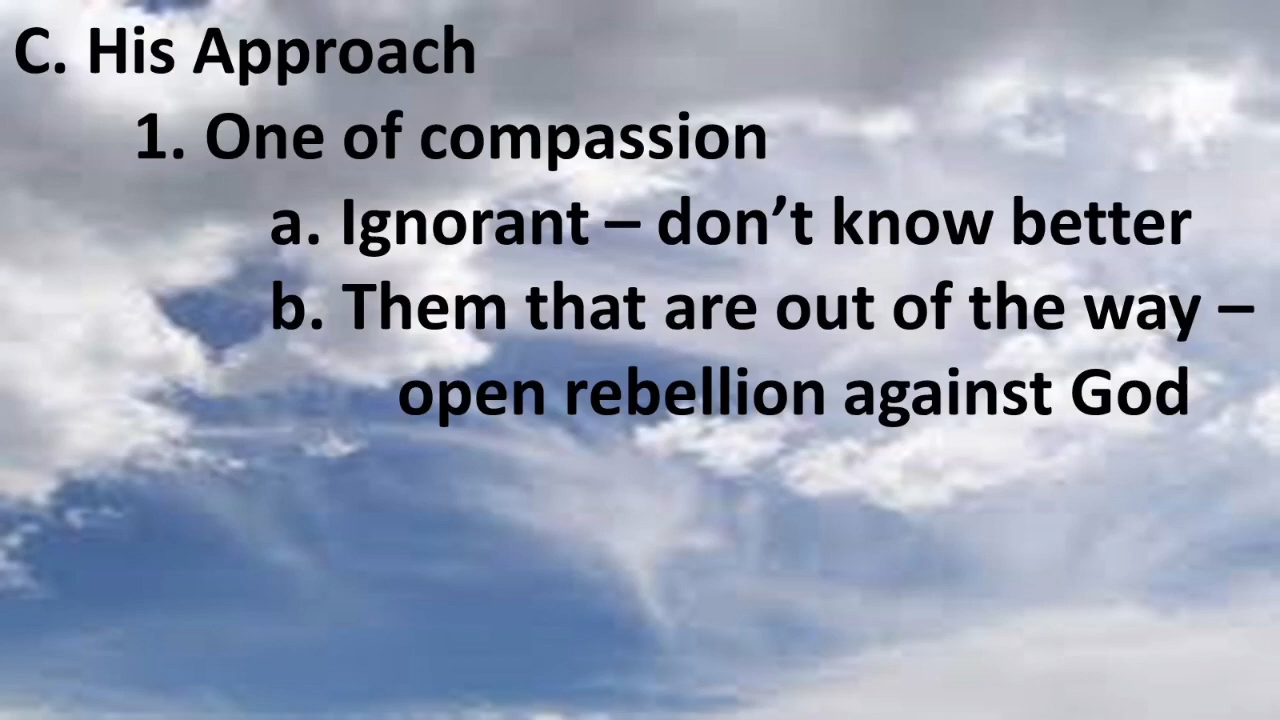 C. His Approach
1. One of compassion
a. Ignorant – don’t know better
b. Them that are out of the way –
open rebellion against God